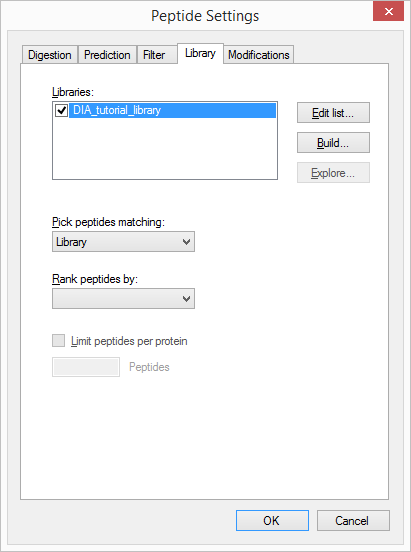 Peptide Settings
Digestion Prediction Filter Library Modifications
Libraries:
DIA_tutorial_library
Edit list...
Build...
Explore...
Pick peptides matching:
Library
Rank peptides by:
Limit peptides per protein
Peptides
OK Cancel